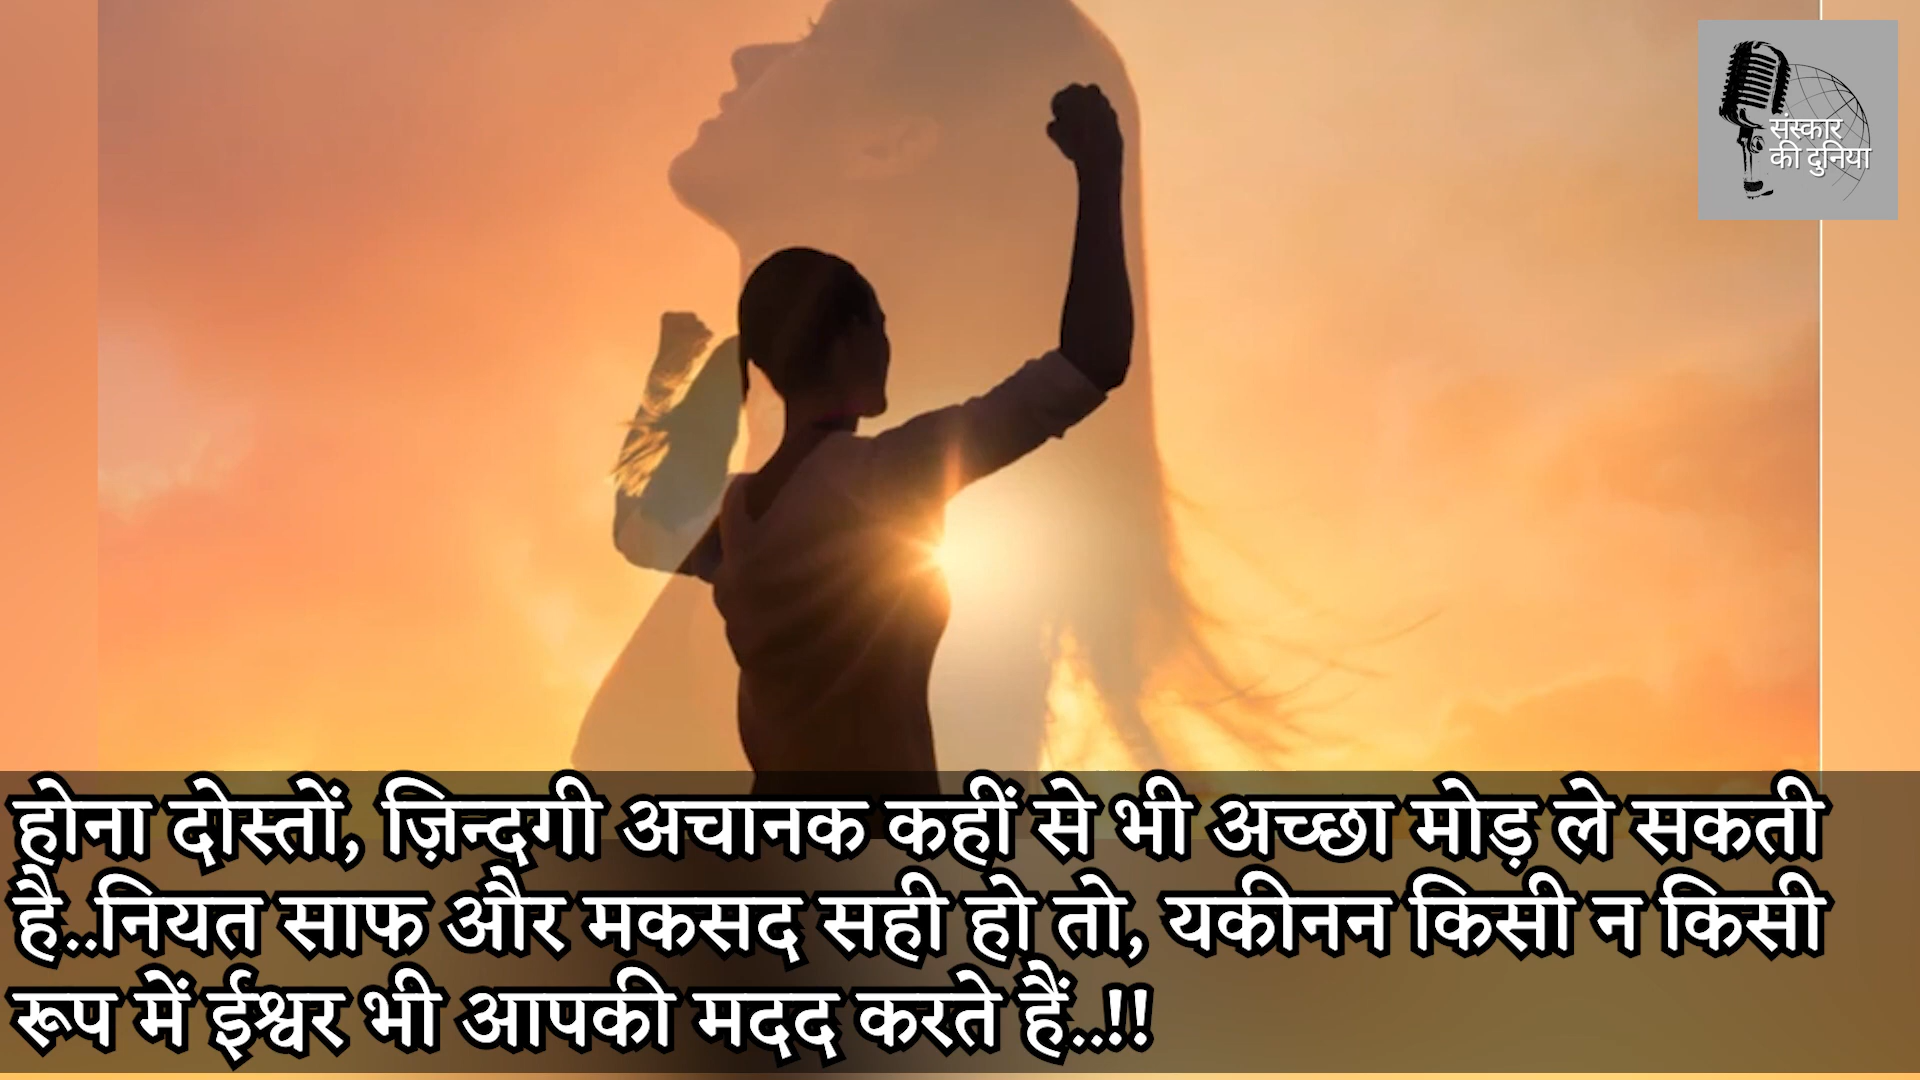 संस्कार
की दुनिया
होना दोस्तों, ज़िन्दगी अचानक कहीं से भी अच्छा मोड़ ले सकती
है..नियत साफ और मकसद सही हो तो, यकीनन किसी न किसी
रूप में ईश्वर भी आपकी मदद करते हैं..!!